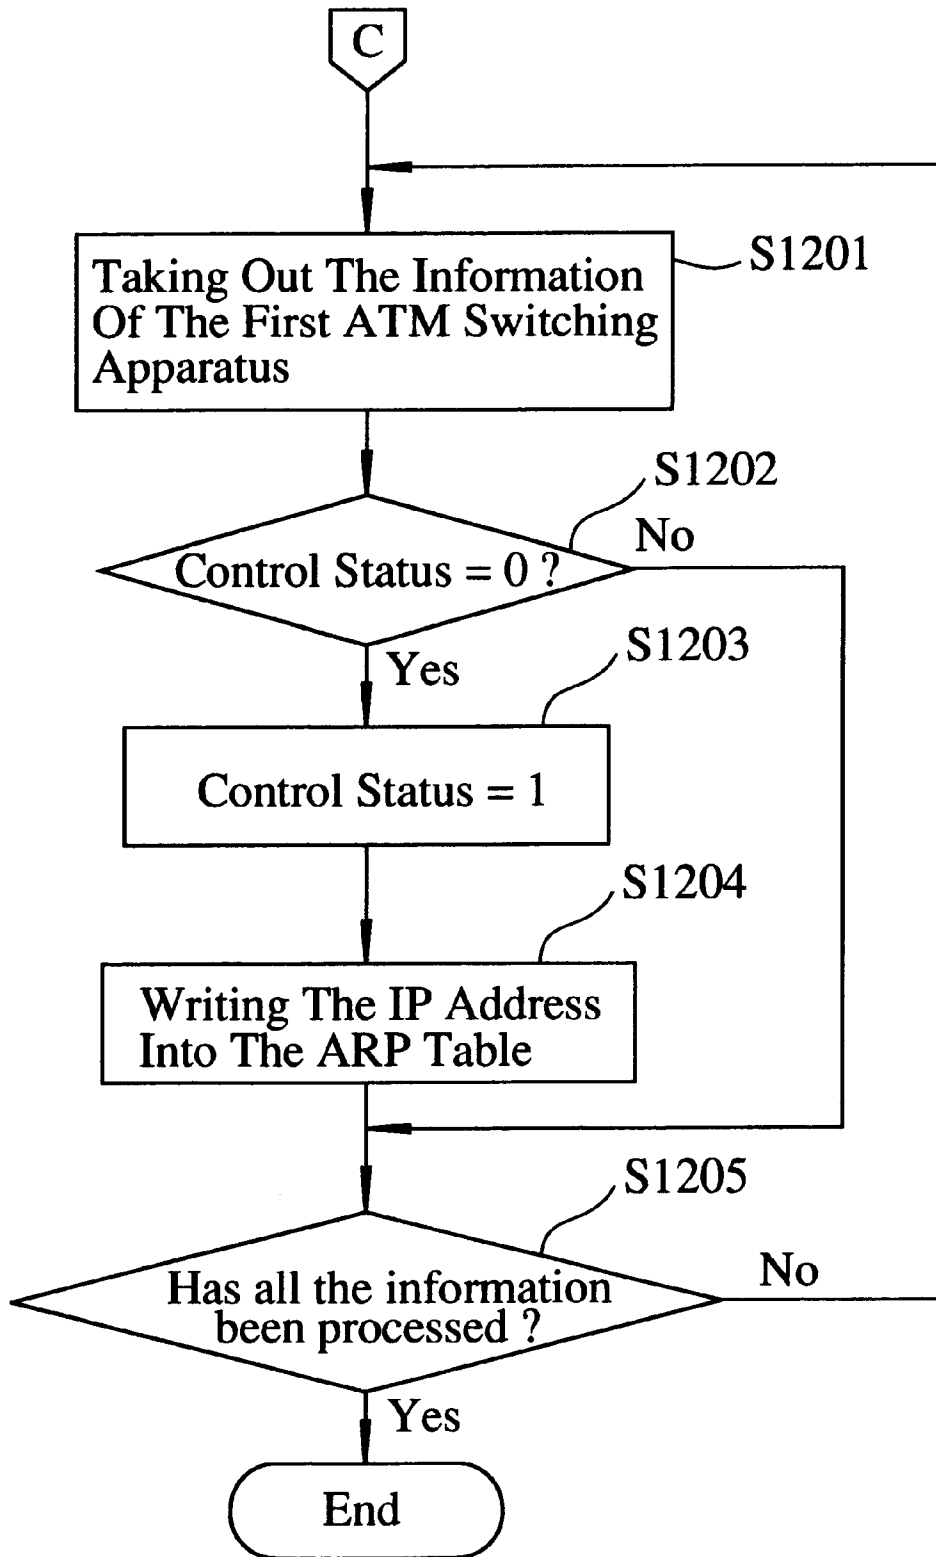 C
S1201
Taking Out The Information
Of The First ATM Switching
Apparatus
S1202
No
Control Status = 0 ?
Yes
S1203
Control Status = 1
S1204
Writing The IP Address
Into The ARP Table
S1205
No
Has all the information
been processed ?
Yes
End